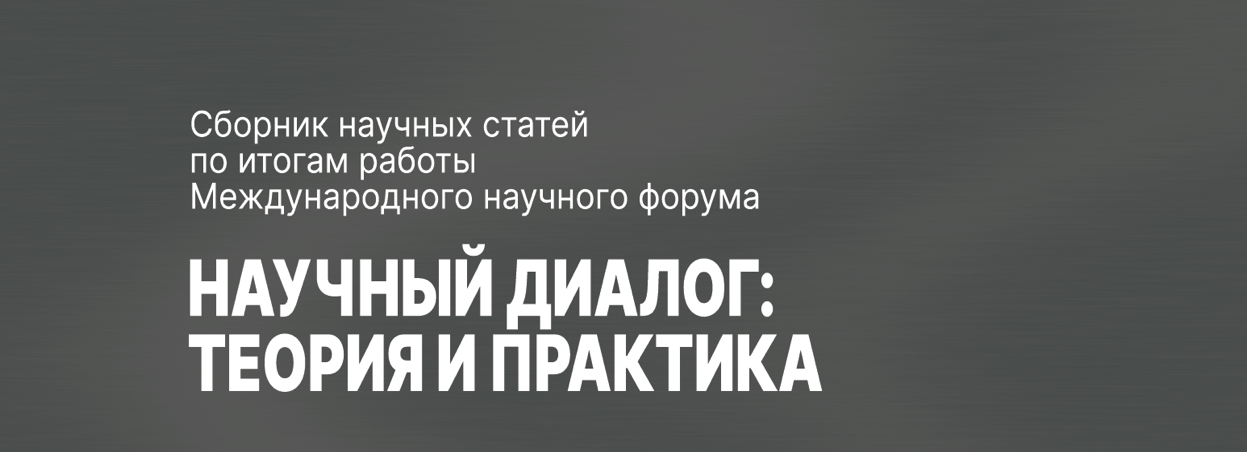 Сборник научных статей
по итогам работы
Международного научного форума
НАУЧНЫЙ ДИАЛОГ:
ТЕОРИЯ И ПРАКТИКА